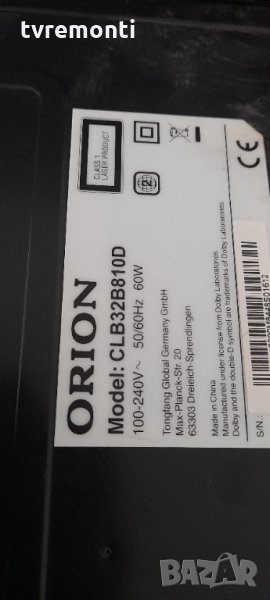 tvremonti
CLASS 1
LASER PRODUCT
2
CE
ORION
Model: CLB32B810D
100-240V~ 50/60Hz 60W
Tongfang Global Germany GmbH
Max-Planck-Str. 20
63303 Dreieich-Sprendlingen
Made in China
Manufactured under license from Dolby Laboratories.
Dolby and the double-D symbol are trademarks of Dolby Laboratories.
S/N.:
BAZAR